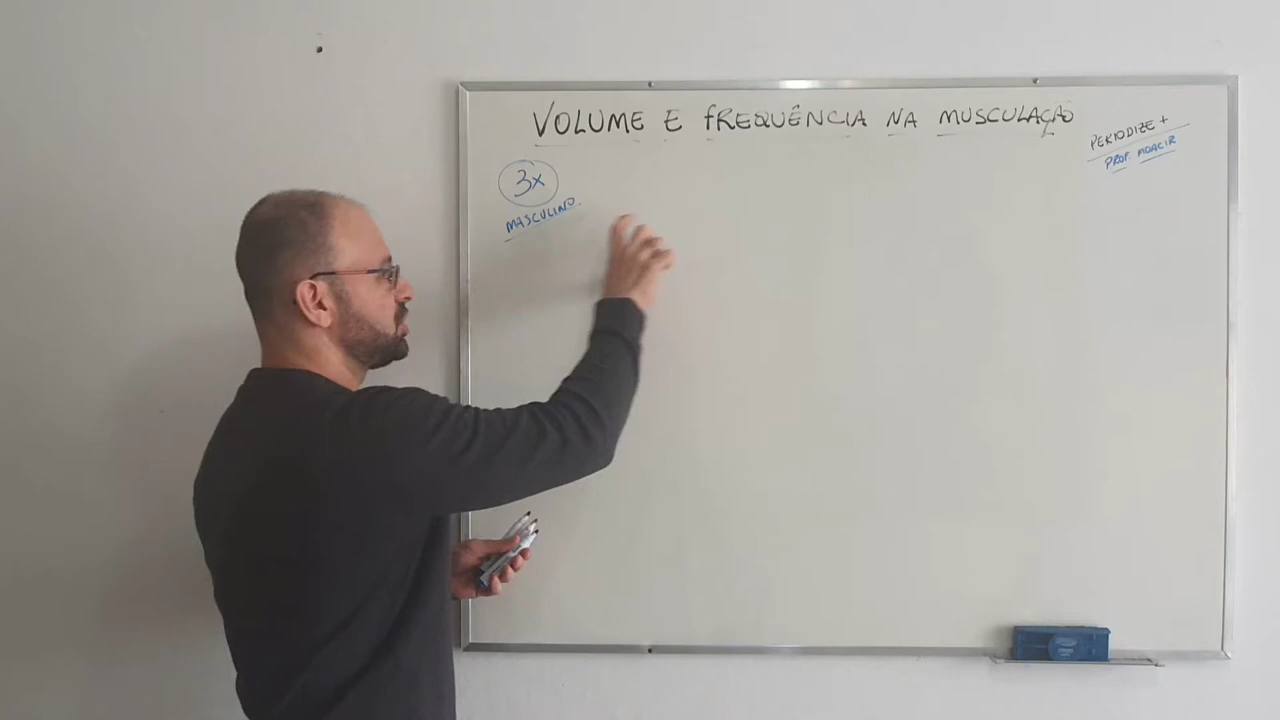 VOLUME E FREQUÊNCIA NA MUSCULAÇÃO
PERIODIZE +
PROF. MOACIR
3x
MASCULINO.